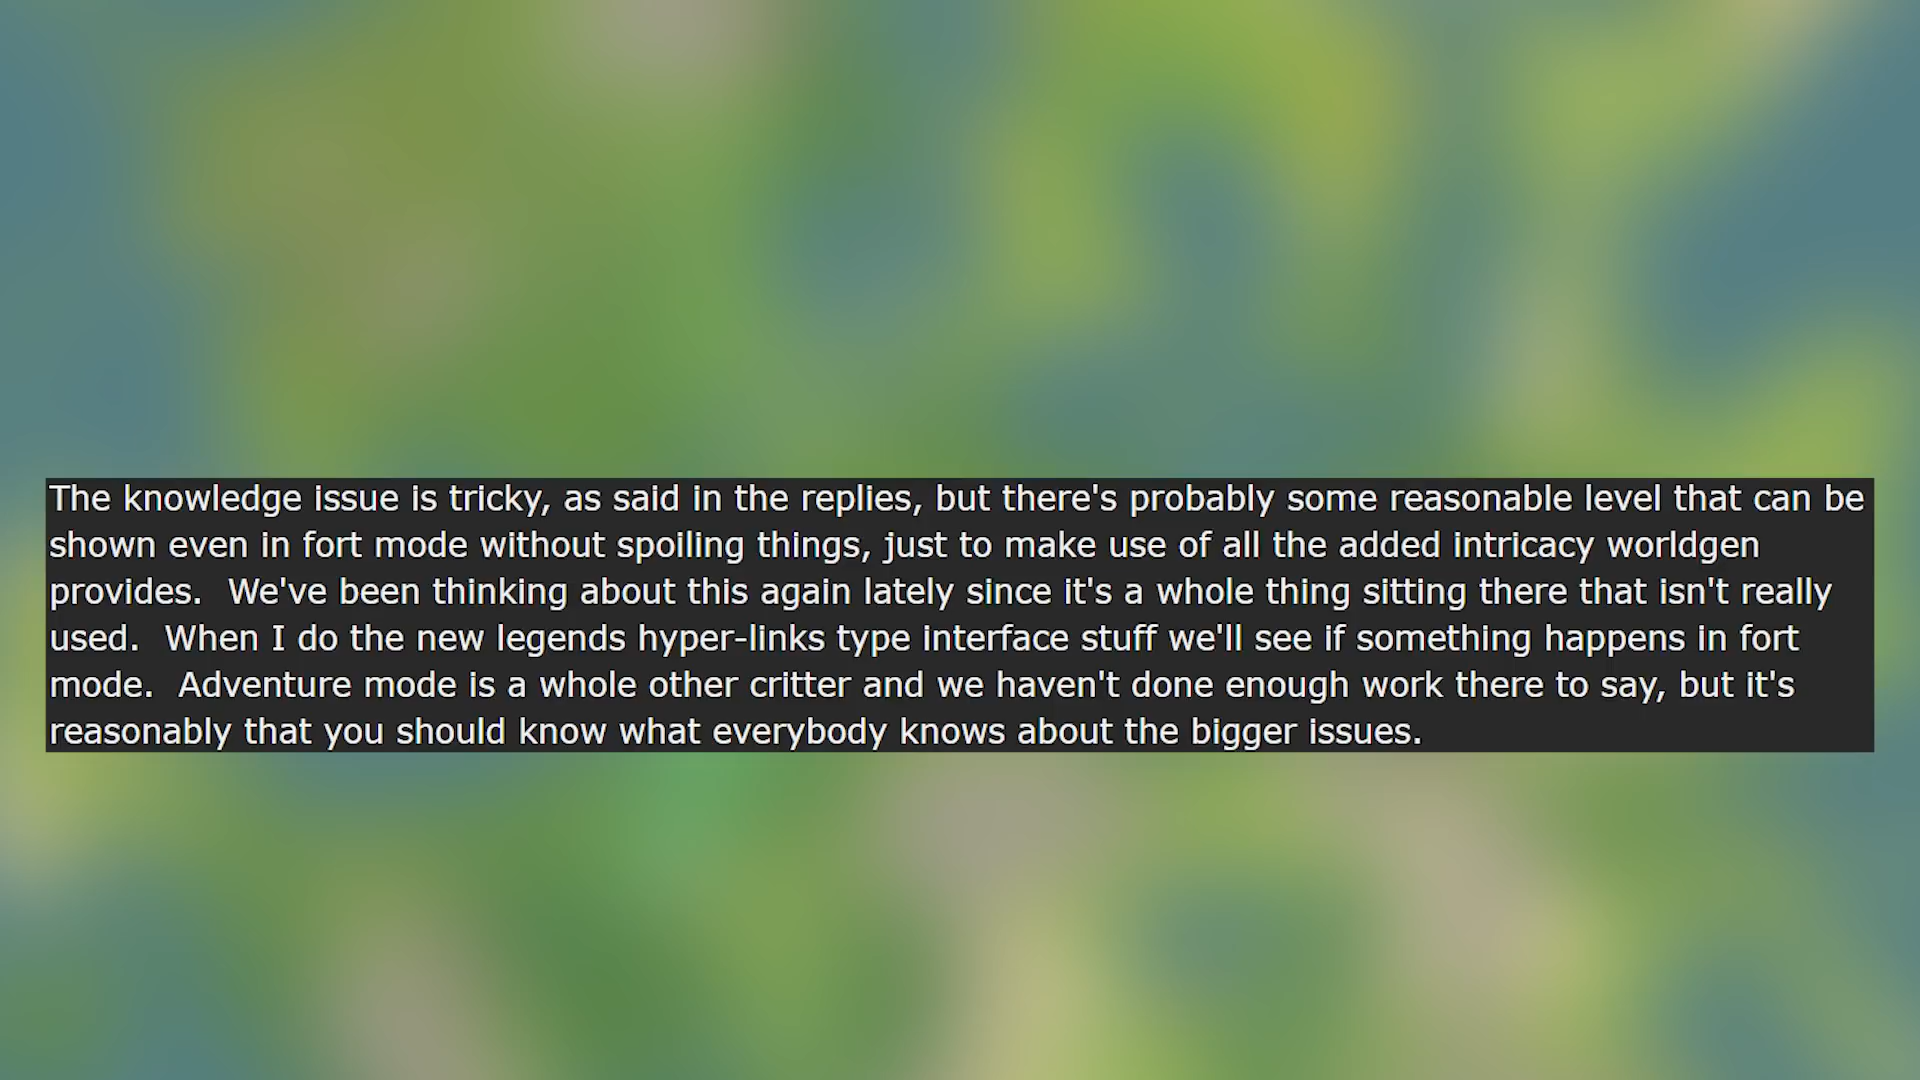 The knowledge issue is tricky, as said in the replies, but there's probably some reasonable level that can be
shown even in fort mode without spoiling things, just to make use of all the added intricacy worldgen
provides.  We've been thinking about this again lately since it's a whole thing sitting there that isn't really
used.  When I do the new legends hyper-links type interface stuff we'll see if something happens in fort
mode.  Adventure mode is a whole other critter and we haven't done enough work there to say, but it's
reasonably that you should know what everybody knows about the bigger issues.